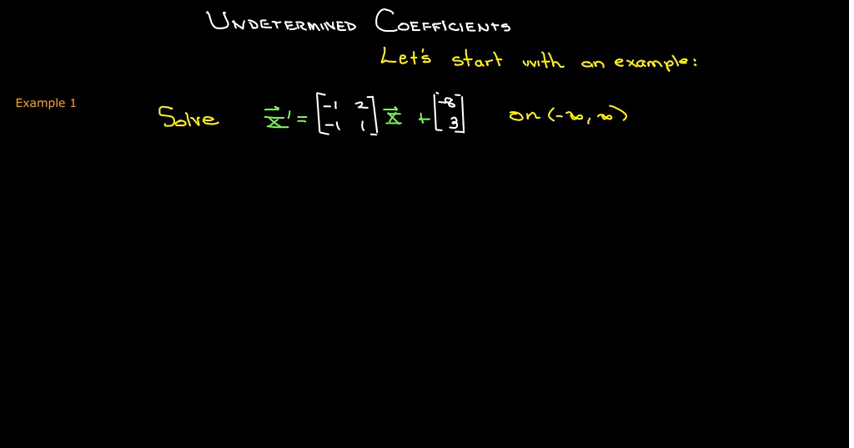 UNDETERMINED COEFFICIENTS
Let's start with an example:
Example 1
Solve X⃗' = [-1 2; -1 1] X⃗ + [-8; 3] on (-∞, ∞)